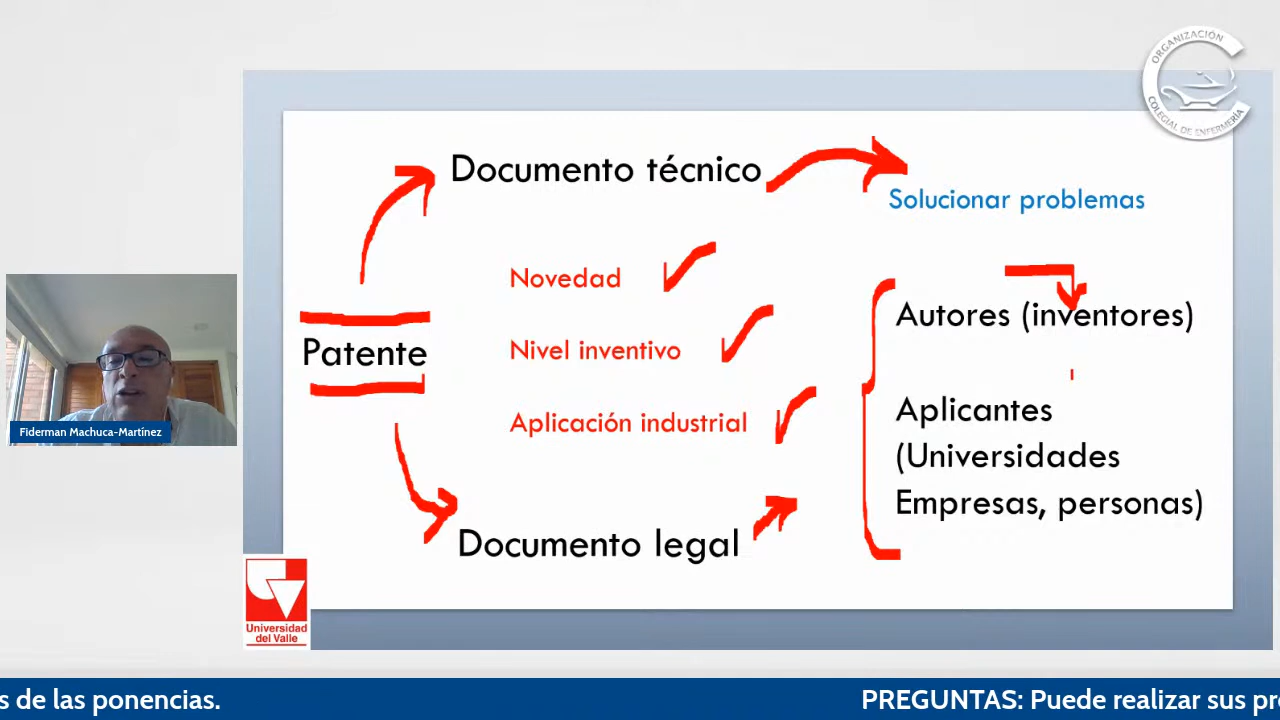 ORGANIZACIÓN
COLEGIAL DE ENFERMERÍA
Documento técnico
Solucionar problemas
Novedad
Autores (inventores)
Patente
Nivel inventivo
Aplicantes
(Universidades
Empresas, personas)
Aplicación industrial
Documento legal
Fiderman Machuca-Martínez
Universidad
del Valle
s de las ponencias.
PREGUNTAS: Puede realizar sus pr